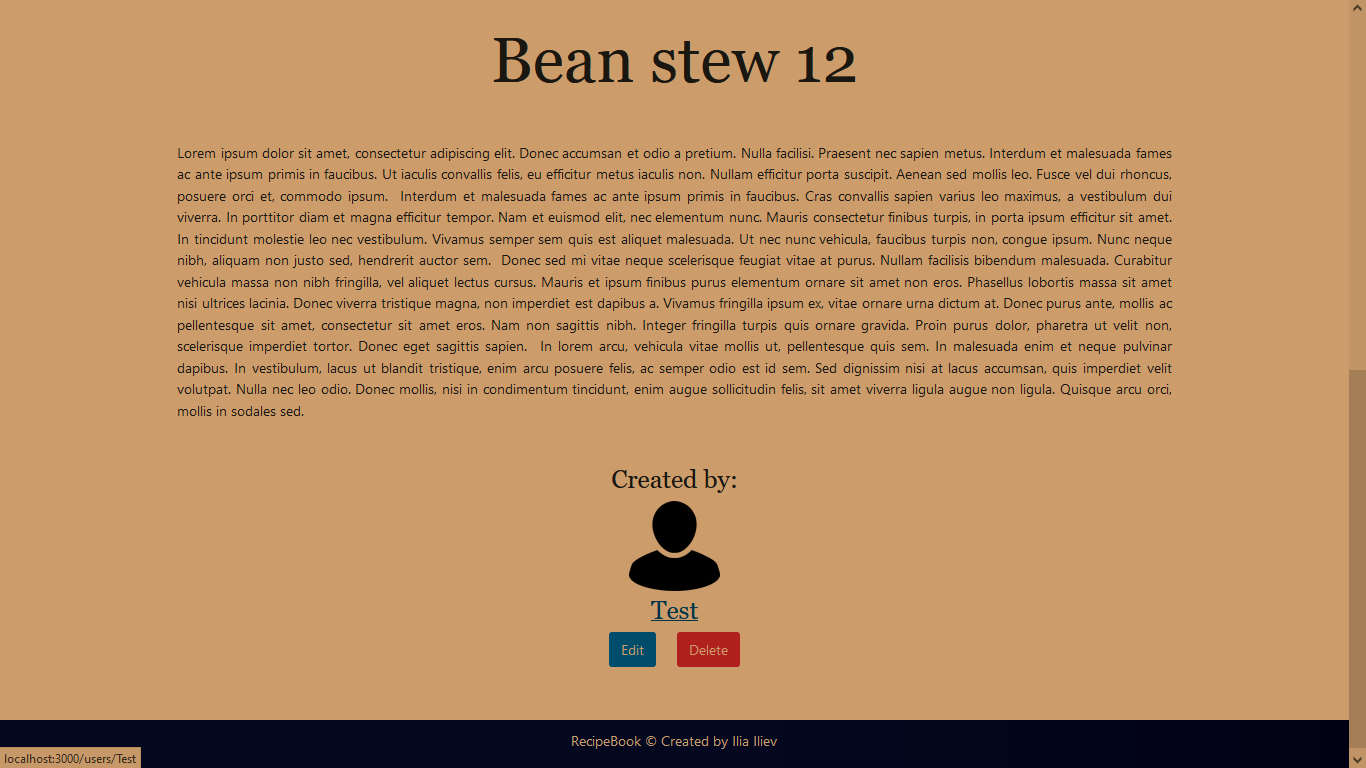 Bean stew 12
Lorem ipsum dolor sit amet, consectetur adipiscing elit. Donec accumsan et odio a pretium. Nulla facilisi. Praesent nec sapien metus. Interdum et malesuada fames
ac ante ipsum primis in faucibus. Ut iaculis convallis felis, eu efficitur metus iaculis non. Nullam efficitur porta suscipit. Aenean sed mollis leo. Fusce vel dui rhoncus,
posuere orci et, commodo ipsum. Interdum et malesuada fames ac ante ipsum primis in faucibus. Cras convallis sapien varius leo maximus, a vestibulum dui
viverra. In porttitor diam et magna efficitur tempor. Nam et euismod elit, nec elementum nunc. Mauris consectetur finibus turpis, in porta ipsum efficitur sit amet.
In tincidunt molestie leo nec vestibulum. Vivamus semper sem quis est aliquet malesuada. Ut nec nunc vehicula, faucibus turpis non, congue ipsum. Nunc neque
nibh, aliquam non justo sed, hendrerit auctor sem. Donec sed mi vitae neque scelerisque feugiat vitae at purus. Nullam facilisis bibendum malesuada. Curabitur
vehicula massa non nibh fringilla, vel aliquet lectus cursus. Mauris et ipsum finibus purus elementum ornare sit amet non eros. Phasellus lobortis massa sit amet
nisi ultrices lacinia. Donec viverra tristique magna, non imperdiet est dapibus a. Vivamus fringilla ipsum ex, vitae ornare urna dictum at. Donec purus ante, mollis ac
pellentesque sit amet, consectetur sit amet eros. Nam non sagittis nibh. Integer fringilla turpis quis ornare gravida. Proin purus dolor, pharetra ut velit non,
scelerisque imperdiet tortor. Donec eget sagittis sapien. In lorem arcu, vehicula vitae mollis ut, pellentesque quis sem. In malesuada enim et neque pulvinar
dapibus. In vestibulum, lacus ut blandit tristique, enim arcu posuere felis, ac semper odio est id sem. Sed dignissim nisi at lacus accumsan, quis imperdiet velit
volutpat. Nulla nec leo odio. Donec mollis, nisi in condimentum tincidunt, enim augue sollicitudin felis, sit amet viverra ligula augue non ligula. Quisque arcu orci,
mollis in sodales sed.
Created by:
Test
Edit Delete
RecipeBook © Created by Ilia Iliev
localhost:3000/users/Test